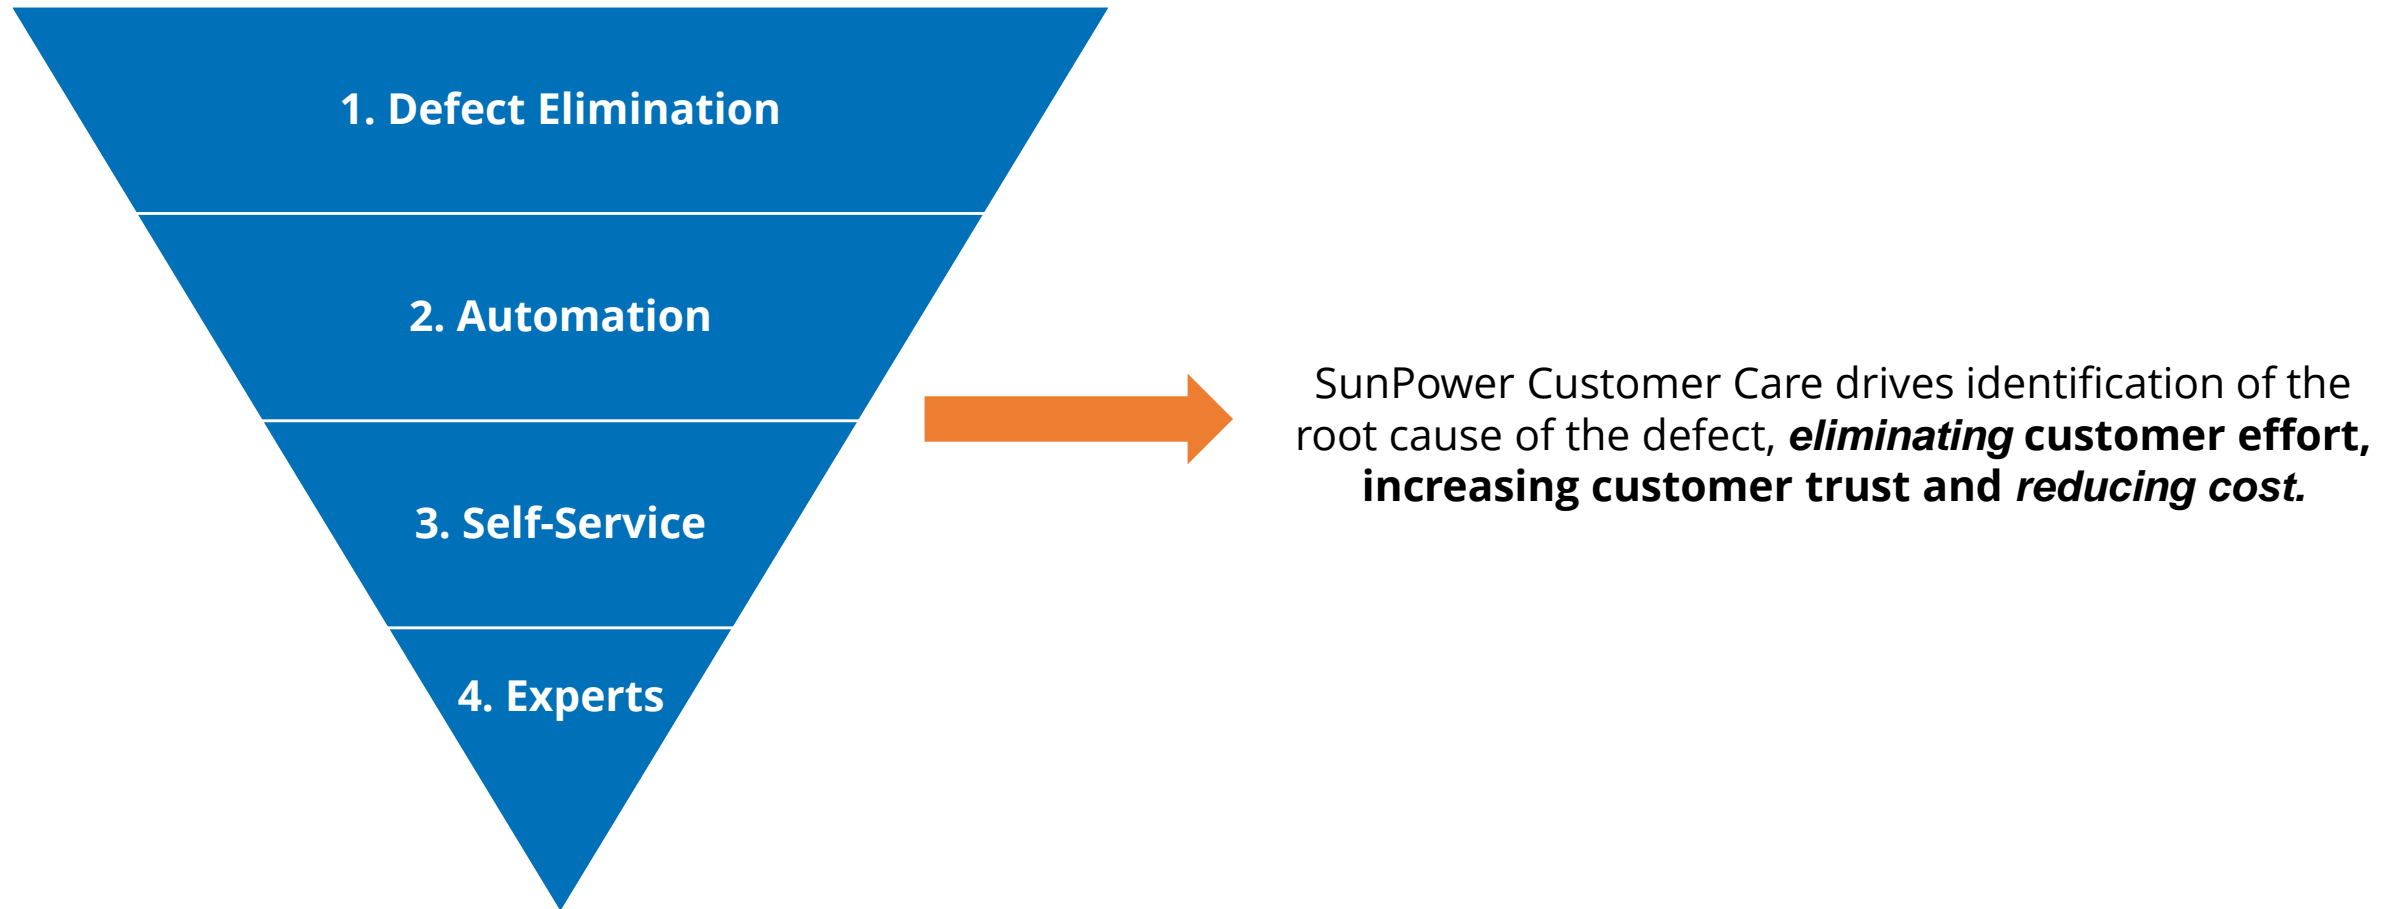 1. Defect Elimination
2. Automation
3. Self-Service
4. Experts
SunPower Customer Care drives identification of the
root cause of the defect, eliminating customer effort,
increasing customer trust and reducing cost.